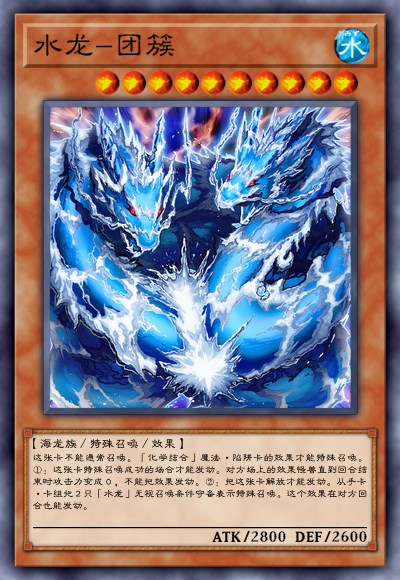 水龙-团簇
水
【海龙族/特殊召唤/效果】
这张卡不能通常召唤。「化学结合」魔法·陷阱卡的效果才能特殊召唤。
①：这张卡特殊召唤成功的场合才能发动。对方场上的效果怪兽直到回合结
束时攻击力变成0，不能把效果发动。②：把这张卡解放才能发动。从手卡
·卡组把2只「水龙」无视召唤条件守备表示特殊召唤。这个效果在对方回
合也能发动。
ATK/2800 DEF/2600